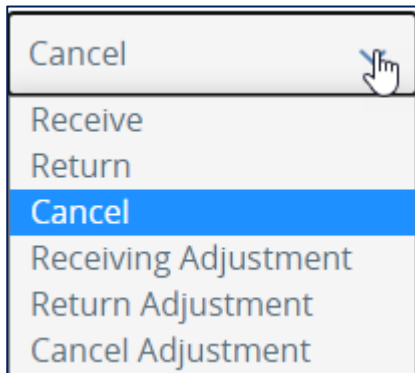 Cancel
Receive
Return
Cancel
Receiving Adjustment
Return Adjustment
Cancel Adjustment